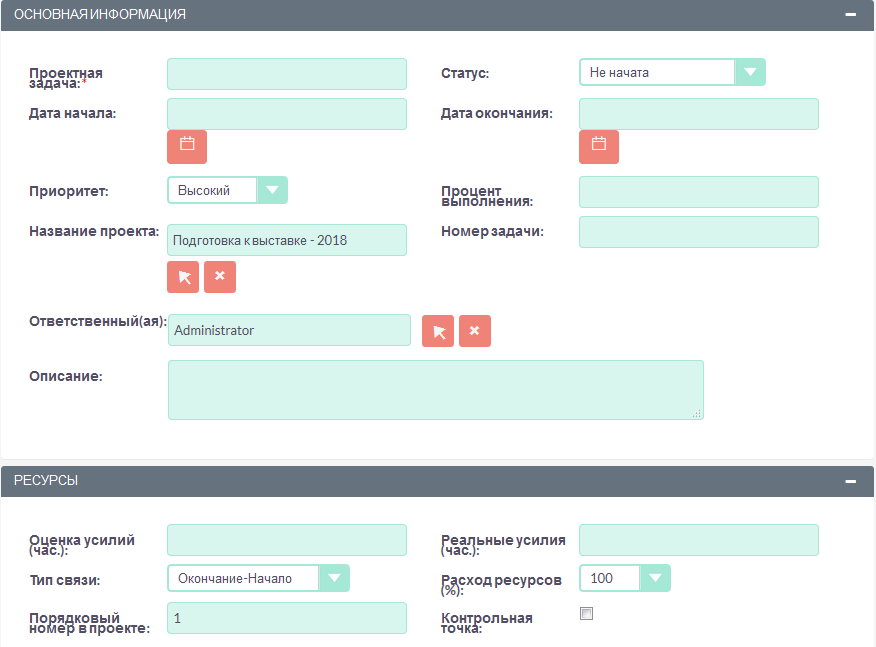 ОСНОВНАЯ ИНФОРМАЦИЯ
Проектная
задача:*
Статус:
Не начата
Дата начала:
Дата окончания:
Приоритет:
Высокий
Процент
выполнения:
Название проекта:
Подготовка к выставке - 2018
Номер задачи:
Ответственный(ая):
Administrator
Описание:
РЕСУРСЫ
Оценка усилий
(час.):
Реальные усилия
(час.):
Тип связи:
Окончание-Начало
Расход ресурсов
(%):
100
Порядковый
номер в проекте:
1
Контрольная
точка: